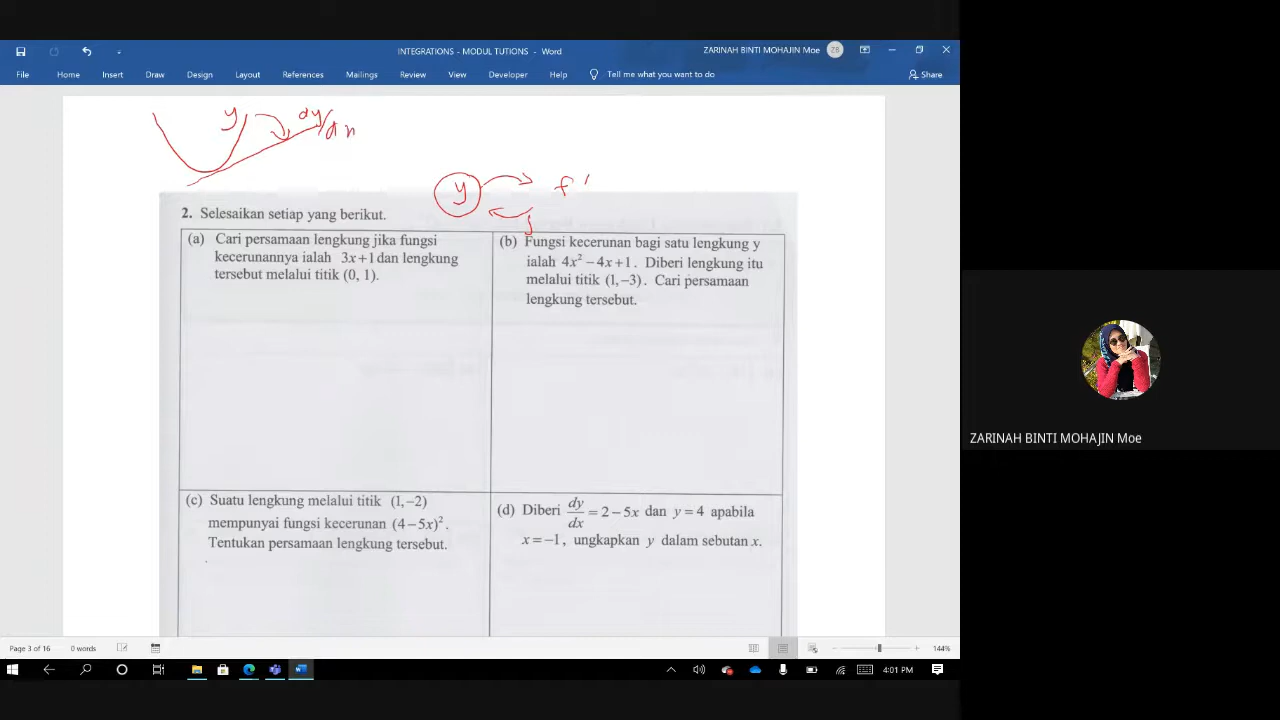 INTEGRATIONS - MODUL TUTIONS - Word
ZARINAH BINTI MOHAJIN Moe
ZB
File Home Insert Draw Design Layout References Mailings Review View Developer Help Tell me what you want to do
Share
y
dy/dx
y
f'
∫
2. Selesaikan setiap yang berikut.
(a) Cari persamaan lengkung jika fungsi
kecerunannya ialah 3x+1 dan lengkung
tersebut melalui titik (0, 1).
(b) Fungsi kecerunan bagi satu lengkung y
ialah 4x² − 4x + 1. Diberi lengkung itu
melalui titik (1, −3). Cari persamaan
lengkung tersebut.
(c) Suatu lengkung melalui titik (1, −2)
mempunyai fungsi kecerunan (4 − 5x)².
Tentukan persamaan lengkung tersebut.
(d) Diberi dy/dx = 2 − 5x dan y = 4 apabila
x = −1, ungkapkan y dalam sebutan x.
ZARINAH BINTI MOHAJIN Moe
Page 3 of 16 0 words
144%
4:01 PM